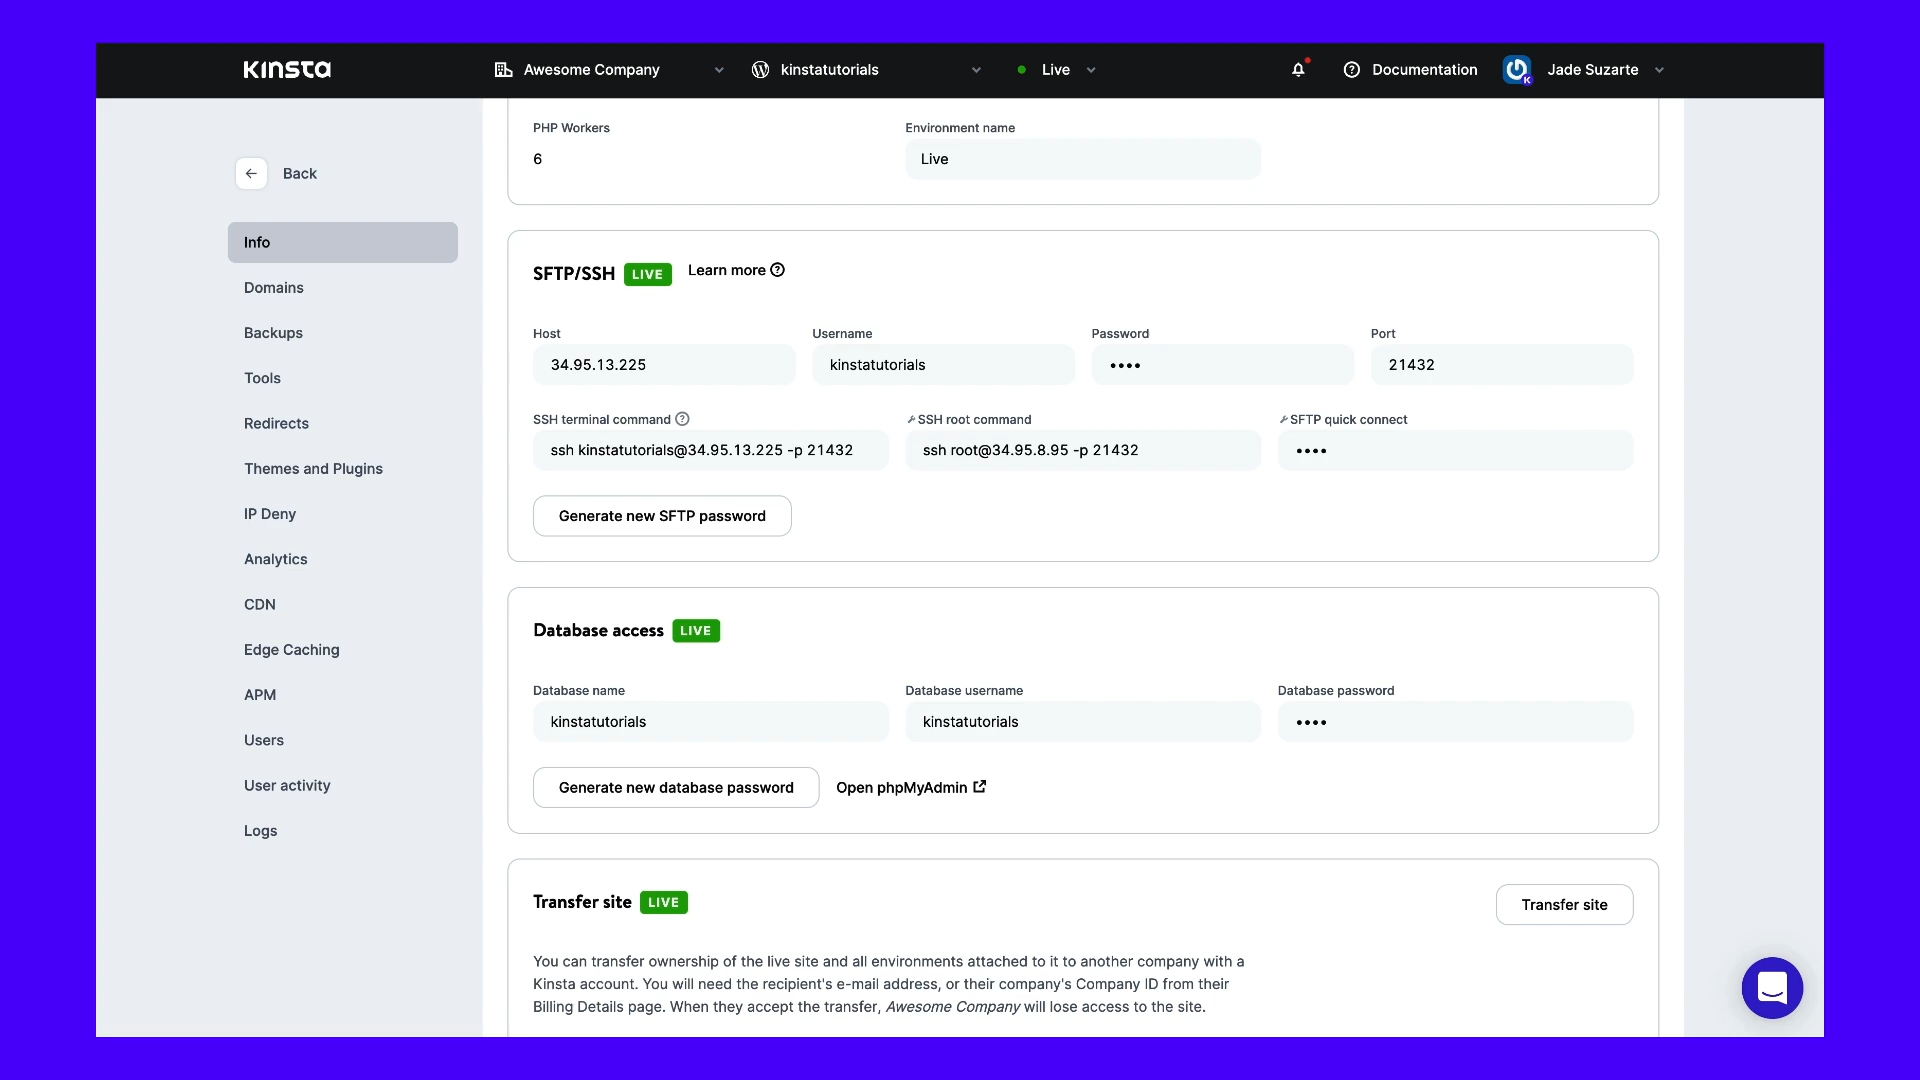 Kinsta
Awesome Company
kinstatutorials
Live
Documentation
Jade Suzarte
Back
Info
Domains
Backups
Tools
Redirects
Themes and Plugins
IP Deny
Analytics
CDN
Edge Caching
APM
Users
User activity
Logs
PHP Workers
6
Environment name
Live
SFTP/SSH LIVE Learn more
Host
34.95.13.225
Username
kinstatutorials
Password
••••
Port
21432
SSH terminal command
ssh kinstatutorials@34.95.13.225 -p 21432
SSH root command
ssh root@34.95.8.95 -p 21432
SFTP quick connect
••••
Generate new SFTP password
Database access LIVE
Database name
kinstatutorials
Database username
kinstatutorials
Database password
••••
Generate new database password
Open phpMyAdmin
Transfer site LIVE
Transfer site
You can transfer ownership of the live site and all environments attached to it to another company with a
Kinsta account. You will need the recipient's e-mail address, or their company's Company ID from their
Billing Details page. When they accept the transfer, Awesome Company will lose access to the site.